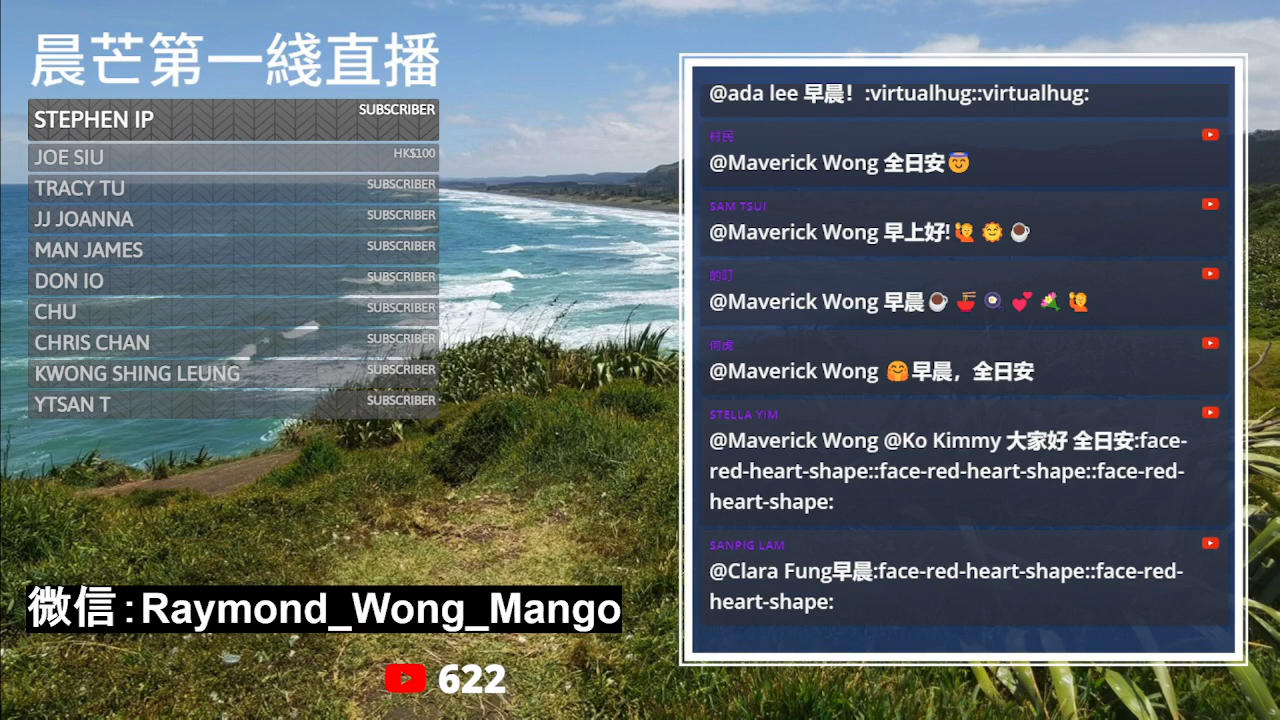 晨芒第一綫直播
STEPHEN IP SUBSCRIBER
JOE SIU HK$100
TRACY TU SUBSCRIBER
JJ JOANNA SUBSCRIBER
MAN JAMES SUBSCRIBER
DON IO SUBSCRIBER
CHU SUBSCRIBER
CHRIS CHAN SUBSCRIBER
KWONG SHING LEUNG SUBSCRIBER
YTSAN T SUBSCRIBER
微信:Raymond_Wong_Mango
622
@ada lee 早晨！:virtualhug::virtualhug:
村民
@Maverick Wong 全日安😇
SAM TSUI
@Maverick Wong 早上好!🙋🌞☕
的叮
@Maverick Wong 早晨☕🍜🍳💕💐🙋
何虎
@Maverick Wong 🤗早晨，全日安
STELLA YIM
@Maverick Wong @Ko Kimmy 大家好 全日安:face-
red-heart-shape::face-red-heart-shape::face-red-
heart-shape:
SANPIG LAM
@Clara Fung早晨:face-red-heart-shape::face-red-
heart-shape: